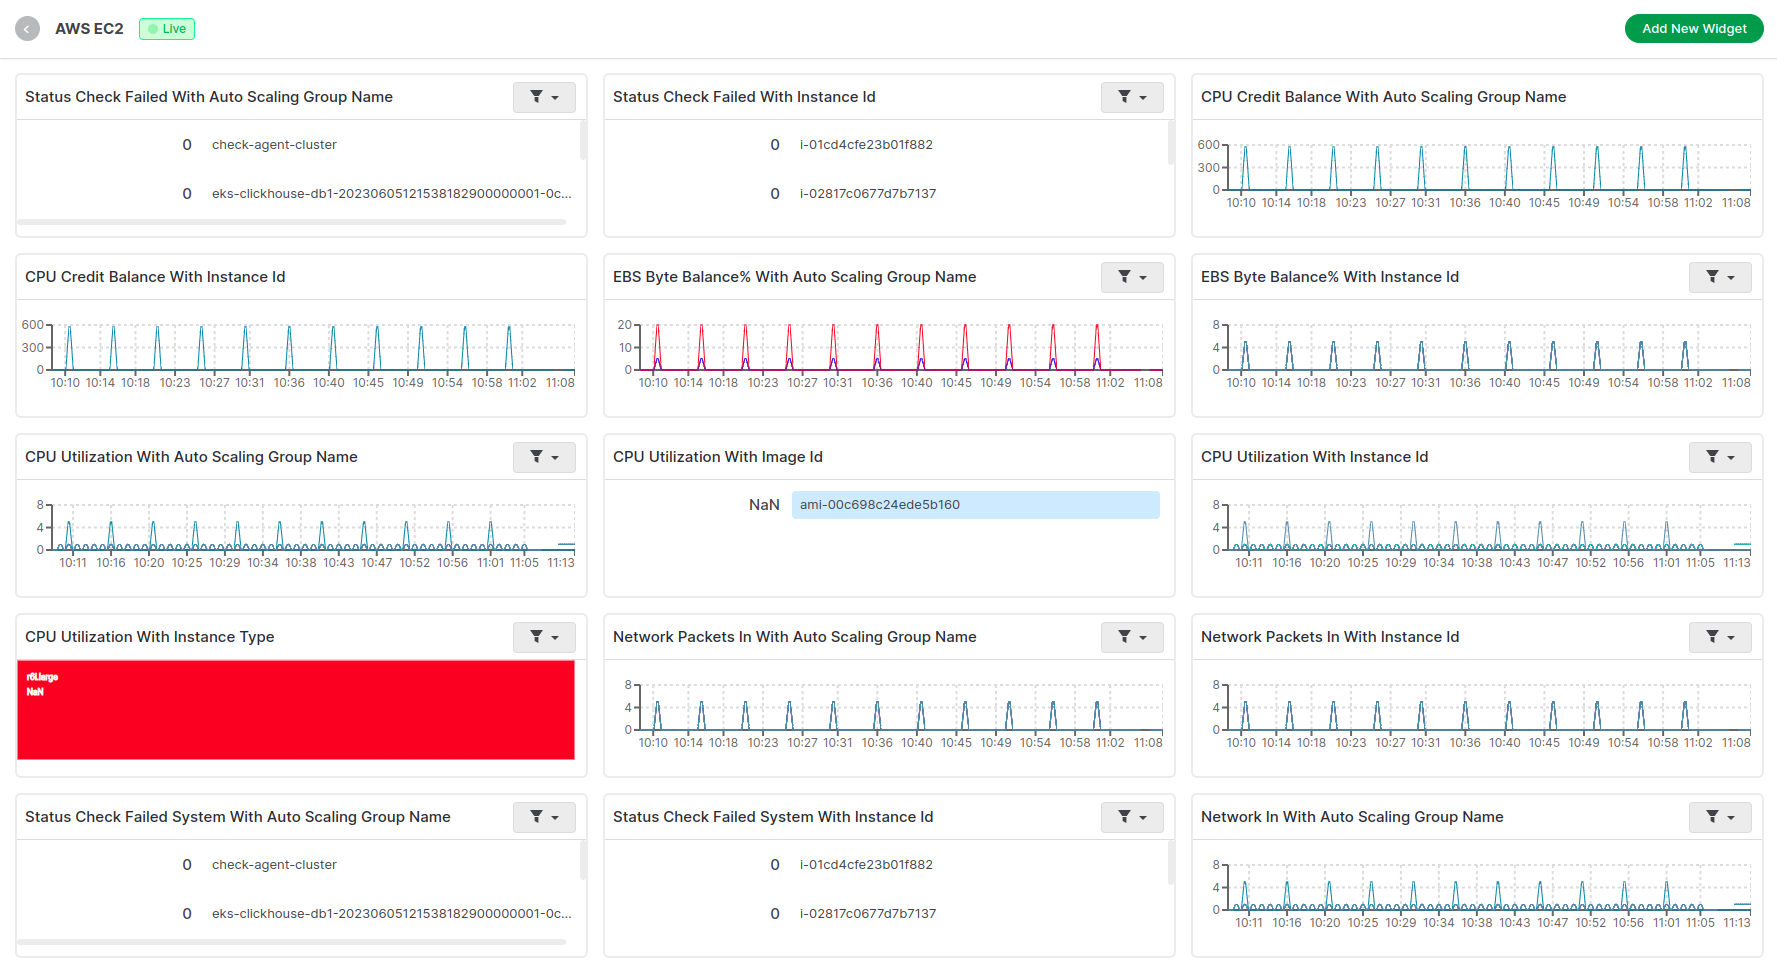 AWS EC2
Live
Add New Widget
Status Check Failed With Auto Scaling Group Name
0 check-agent-cluster
0 eks-clickhouse-db1-20230605121538182900000001-0c...
Status Check Failed With Instance Id
0 i-01cd4cfe23b01f882
0 i-02817c0677d7b7137
CPU Credit Balance With Auto Scaling Group Name
600
300
0
10:10 10:14 10:18 10:23 10:27 10:31 10:36 10:40 10:45 10:49 10:54 10:58 11:02 11:08
CPU Credit Balance With Instance Id
600
300
0
10:10 10:14 10:18 10:23 10:27 10:31 10:36 10:40 10:45 10:49 10:54 10:58 11:02 11:08
EBS Byte Balance% With Auto Scaling Group Name
20
10
0
10:10 10:14 10:18 10:23 10:27 10:31 10:36 10:40 10:45 10:49 10:54 10:58 11:02 11:08
EBS Byte Balance% With Instance Id
8
4
0
10:10 10:14 10:18 10:23 10:27 10:31 10:36 10:40 10:45 10:49 10:54 10:58 11:02 11:08
CPU Utilization With Auto Scaling Group Name
8
4
0
10:11 10:16 10:20 10:25 10:29 10:34 10:38 10:43 10:47 10:52 10:56 11:01 11:05 11:13
CPU Utilization With Image Id
NaN ami-00c698c24ede5b160
CPU Utilization With Instance Id
8
4
0
10:11 10:16 10:20 10:25 10:29 10:34 10:38 10:43 10:47 10:52 10:56 11:01 11:05 11:13
CPU Utilization With Instance Type
r6i.large
NaN
Network Packets In With Auto Scaling Group Name
8
4
0
10:10 10:14 10:18 10:23 10:27 10:31 10:36 10:40 10:45 10:49 10:54 10:58 11:02 11:08
Network Packets In With Instance Id
8
4
0
10:10 10:14 10:18 10:23 10:27 10:31 10:36 10:40 10:45 10:49 10:54 10:58 11:02 11:08
Status Check Failed System With Auto Scaling Group Name
0 check-agent-cluster
0 eks-clickhouse-db1-20230605121538182900000001-0c...
Status Check Failed System With Instance Id
0 i-01cd4cfe23b01f882
0 i-02817c0677d7b7137
Network In With Auto Scaling Group Name
8
4
0
10:11 10:16 10:20 10:25 10:29 10:34 10:38 10:43 10:47 10:52 10:56 11:01 11:05 11:13